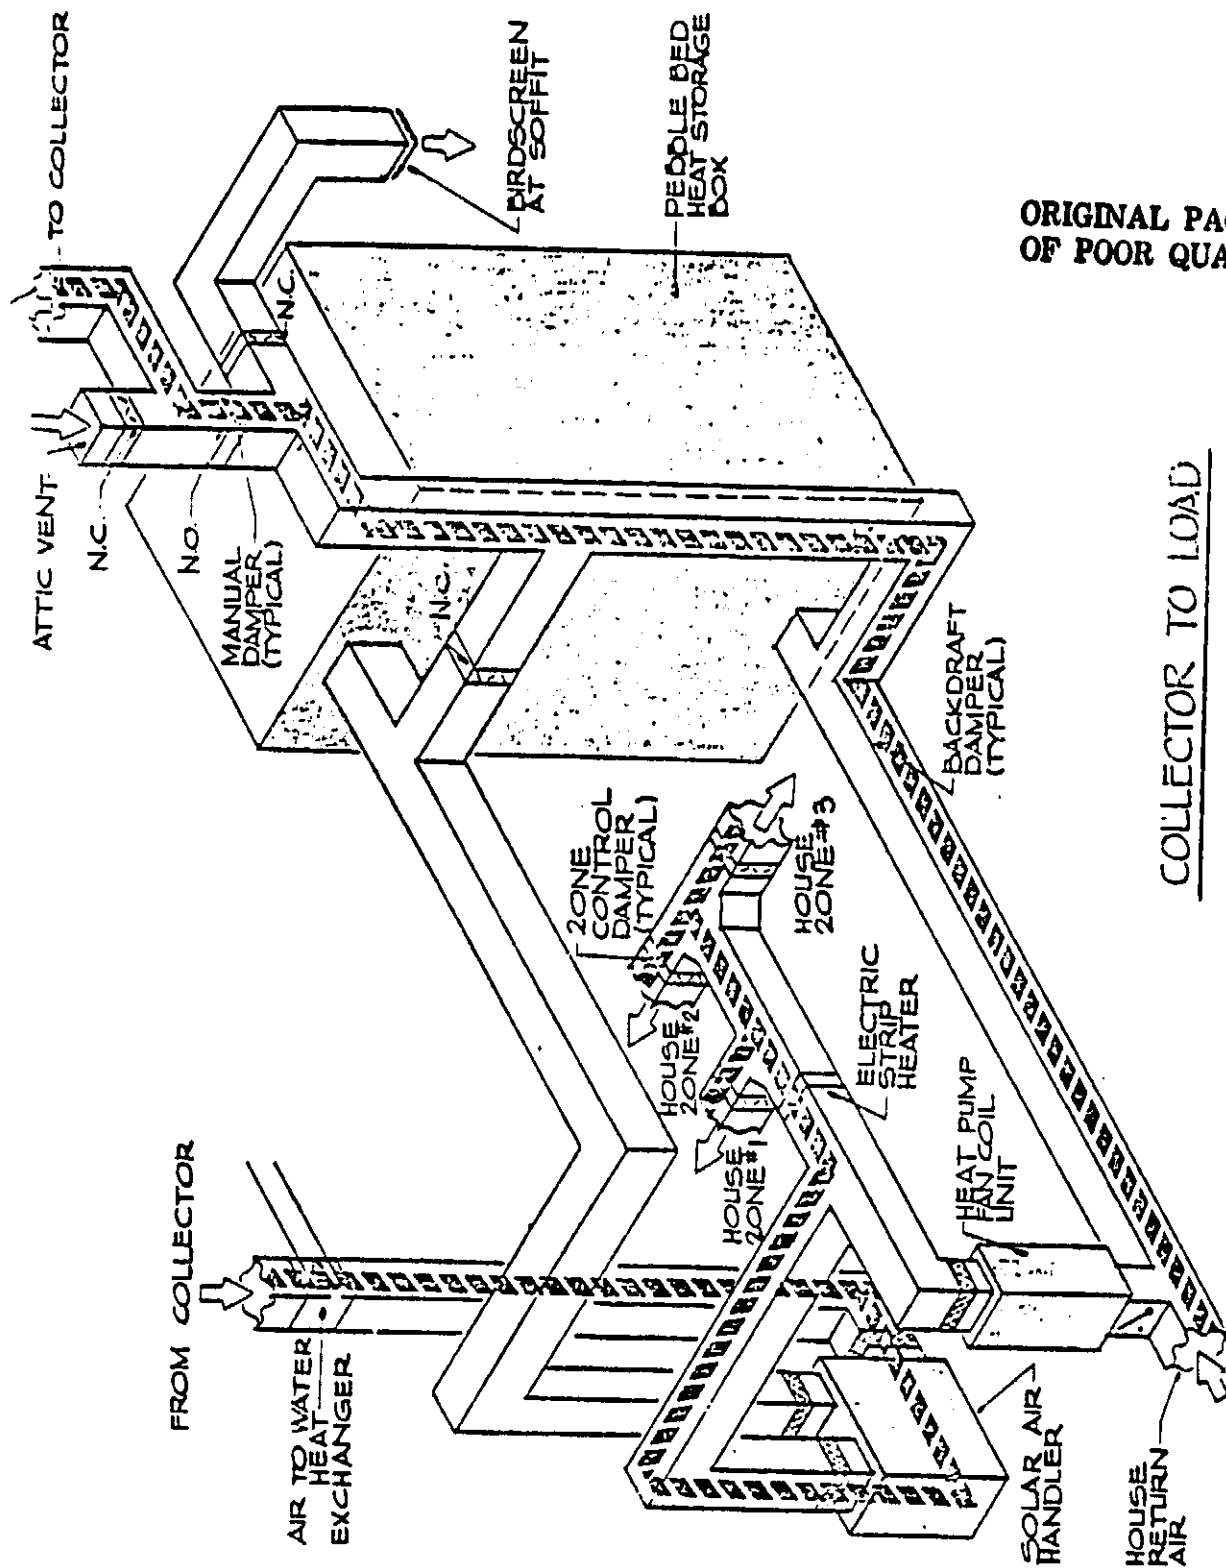 TO COLLECTOR
ATTIC VENT
N.C.
N.O.
MANUAL
DAMPER
(TYPICAL)
N.C.
BIRDSCREEN
AT SOFFIT
PEBBLE BED
HEAT STORAGE
BOX
ORIGINAL PA
OF POOR QUA
N.C.
FROM COLLECTOR
AIR TO WATER
HEAT
EXCHANGER
ZONE
CONTROL
DAMPER
(TYPICAL)
HOUSE
ZONE #3
HOUSE
ZONE #2
HOUSE
ZONE #1
ELECTRIC
STRIP
HEATER
HEAT PUMP
FAN COIL
UNIT
BACKDRAFT
DAMPER
(TYPICAL)
SOLAR AIR
HANDLER
HOUSE
RETURN
AIR
COLLECTOR TO LOAD